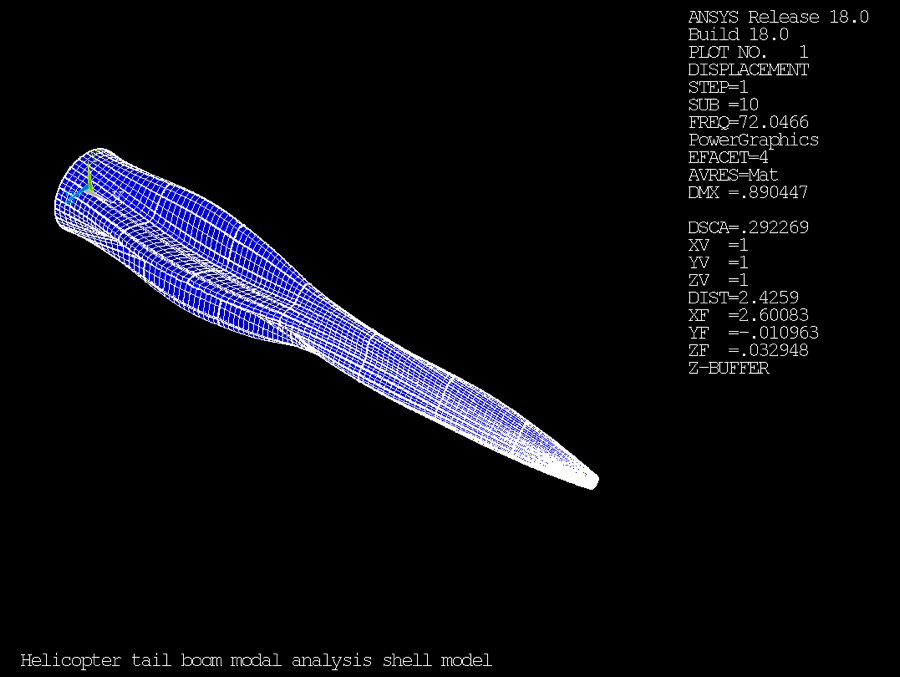 ANSYS Release 18.0
Build 18.0
PLOT NO.   1
DISPLACEMENT
STEP=1
SUB =10
FREQ=72.0466
PowerGraphics
EFACET=4
AVRES=Mat
DMX =.890447
DSCA=.292269
XV  =1
YV  =1
ZV  =1
DIST=2.4259
XF  =2.60083
YF  =-.010963
ZF  =.032948
Z-BUFFER
Helicopter tail boom modal analysis shell model